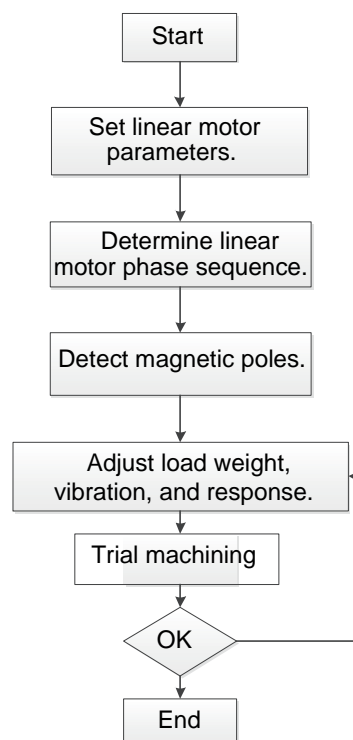 Start
Set linear motor
parameters.
Determine linear
motor phase sequence.
Detect magnetic poles.
Adjust load weight,
vibration, and response.
Trial machining
OK
End